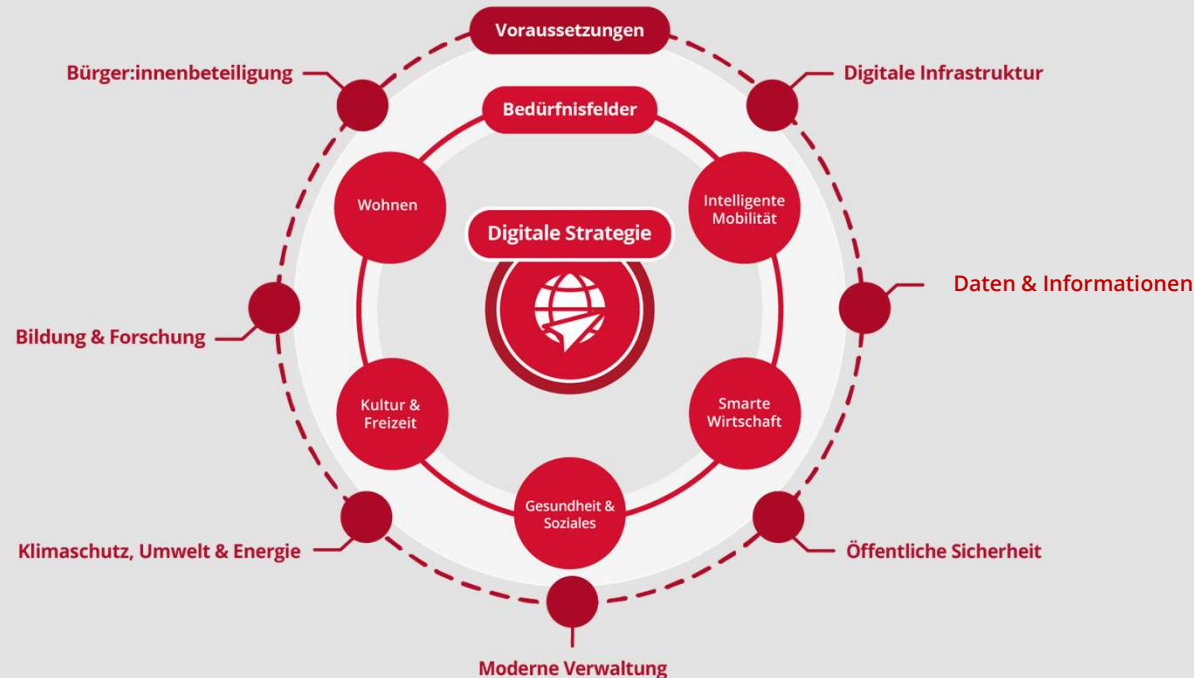 Voraussetzungen
Bürger:innenbeteiligung
Digitale Infrastruktur
Bedürfnisfelder
Wohnen
Intelligente
Mobilität
Digitale Strategie
Daten & Informationen
Bildung & Forschung
Kultur &
Freizeit
Smarte
Wirtschaft
Gesundheit &
Soziales
Klimaschutz, Umwelt & Energie
Öffentliche Sicherheit
Moderne Verwaltung